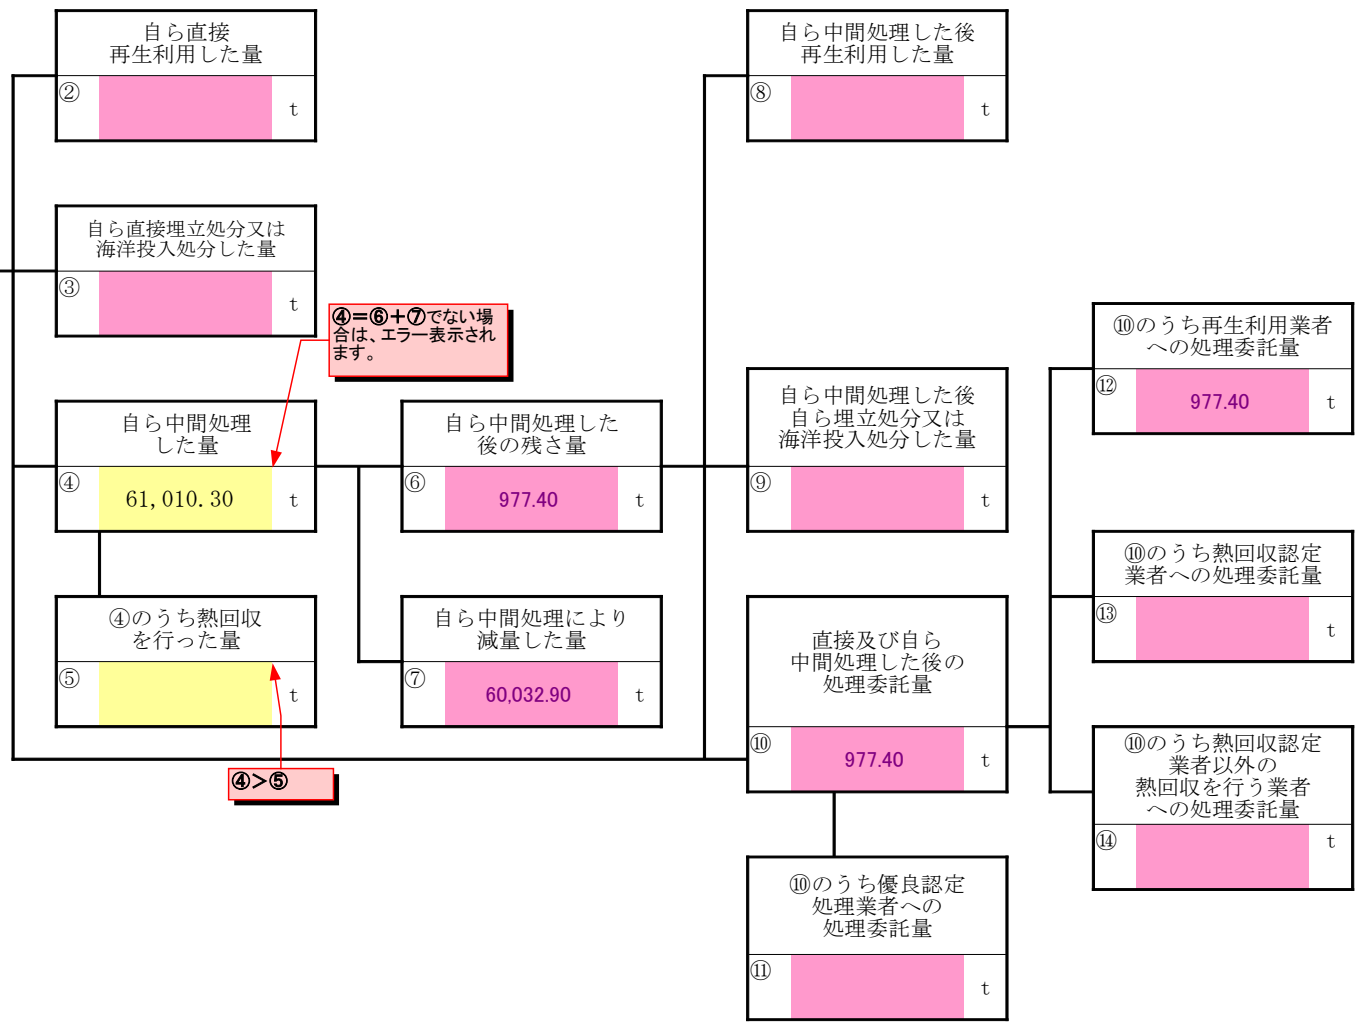 自ら直接
再生利用した量
②
t
自ら直接埋立処分又は
海洋投入処分した量
③
t
④＝⑥＋⑦でない場
合は、エラー表示され
ます。
自ら中間処理
した量
④
61,010.30
t
④のうち熱回収
を行った量
⑤
t
④＞⑤
自ら中間処理した
後の残さ量
⑥
977.40
t
自ら中間処理により
減量した量
⑦
60,032.90
t
自ら中間処理した後
再生利用した量
⑧
t
自ら中間処理した後
自ら埋立処分又は
海洋投入処分した量
⑨
t
直接及び自ら
中間処理した後の
処理委託量
⑩
977.40
t
⑩のうち優良認定
処理業者への
処理委託量
⑪
t
⑩のうち再生利用業者
への処理委託量
⑫
977.40
t
⑩のうち熱回収認定
業者への処理委託量
⑬
t
⑩のうち熱回収認定
業者以外の
熱回収を行う業者
への処理委託量
⑭
t